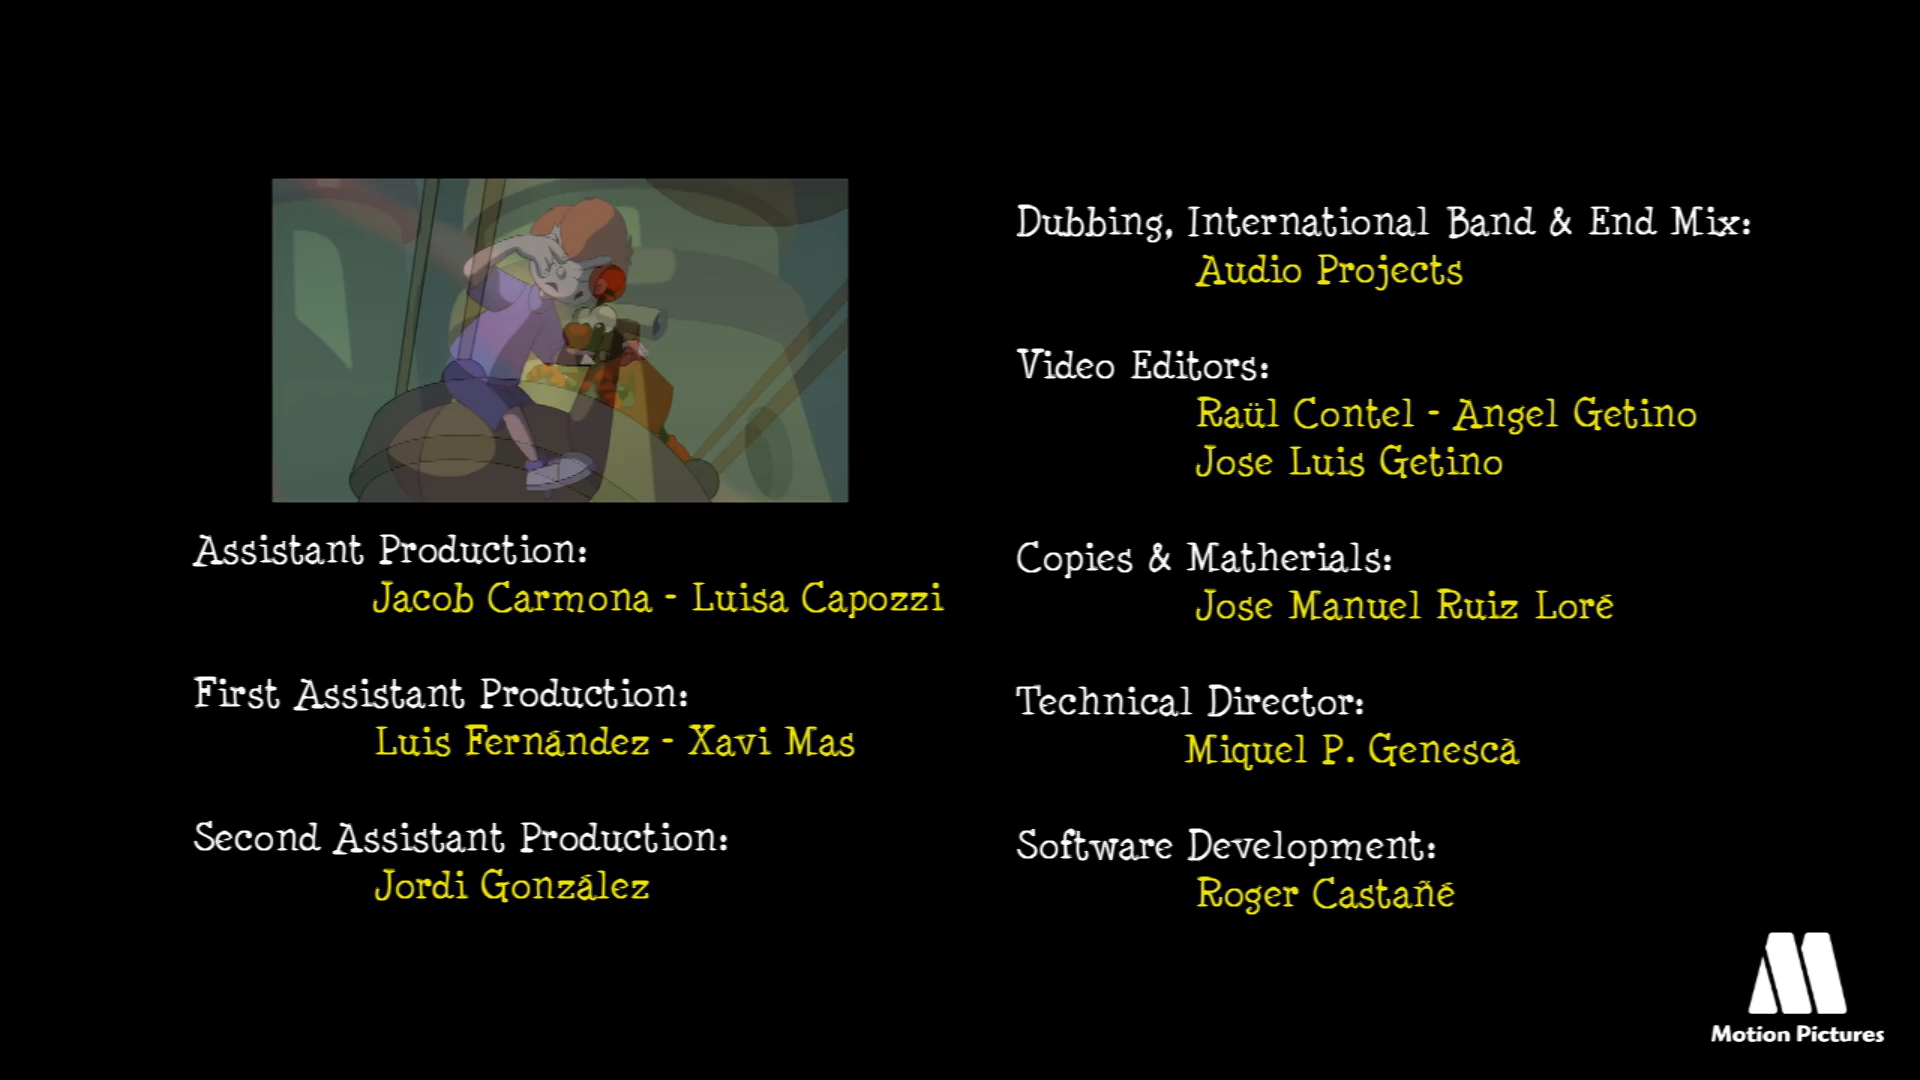 Assistant Production:
Jacob Carmona - Luisa Capozzi
First Assistant Production:
Luis Fernández - Xavi Mas
Second Assistant Production:
Jordi González
Dubbing, International Band & End Mix:
Audio Projects
Video Editors:
Raül Contel - Angel Getino
Jose Luis Getino
Copies & Matherials:
Jose Manuel Ruiz Loré
Technical Director:
Miquel P. Genescà
Software Development:
Roger Castañé
Motion Pictures